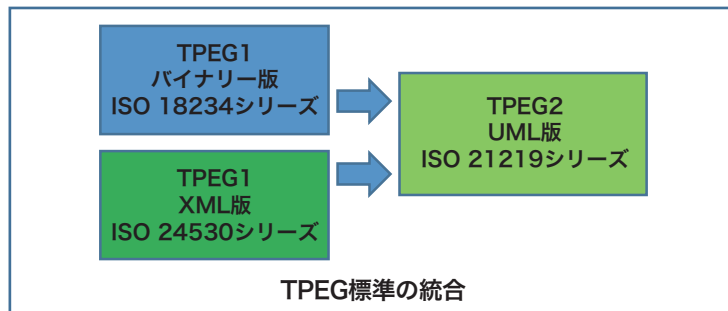 TPEG1
バイナリー版
ISO 18234シリーズ
TPEG1
XML版
ISO 24530シリーズ
TPEG2
UML版
ISO 21219シリーズ
TPEG標準の統合